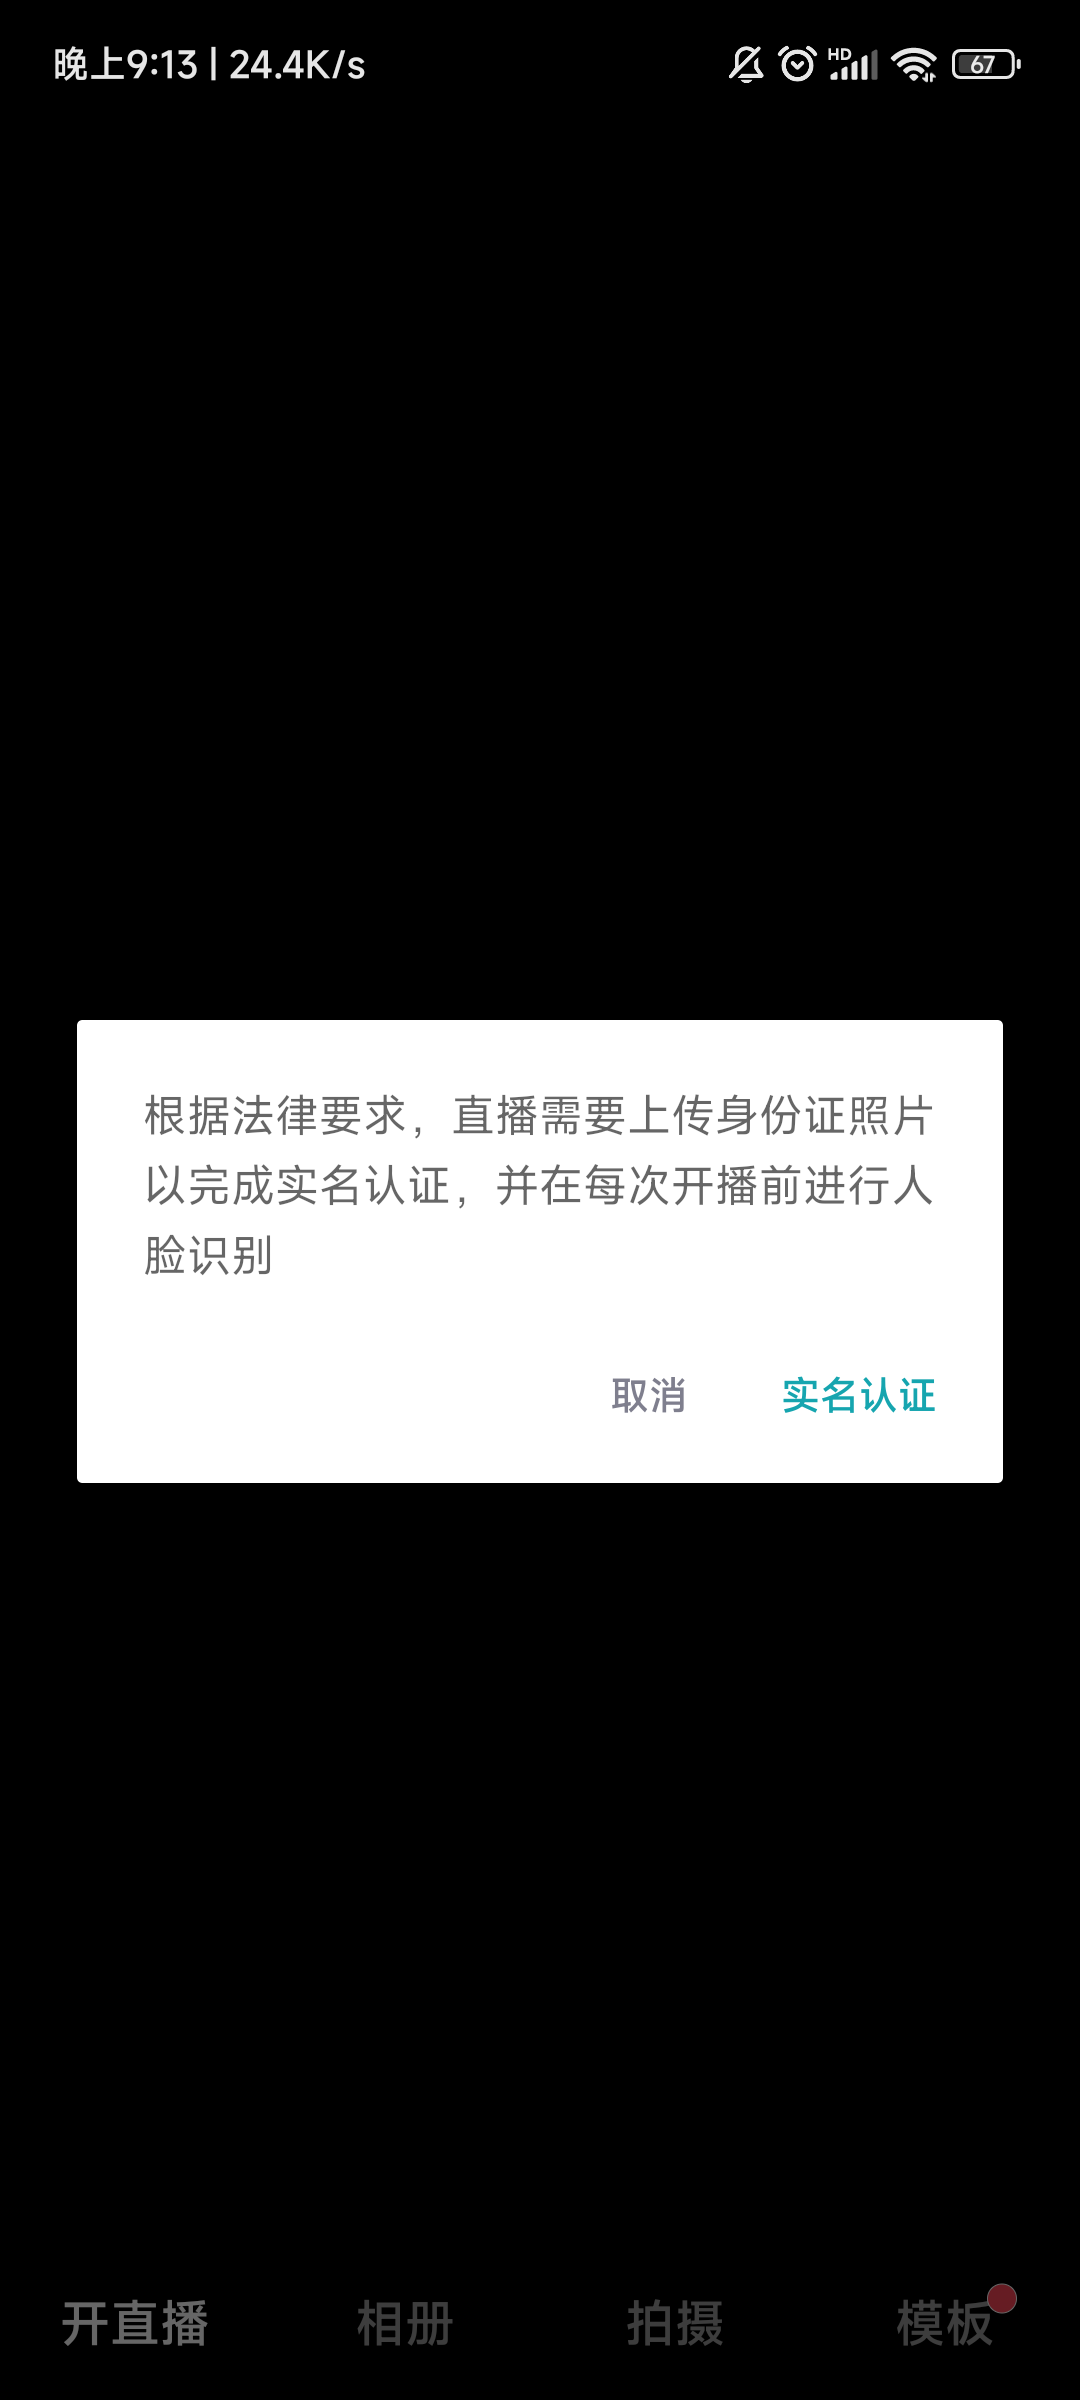 晚上9:13 | 24.4K/s
HD
67
根据法律要求，直播需要上传身份证照片
以完成实名认证，并在每次开播前进行人
脸识别
取消 实名认证
开直播 相册 拍摄 模板